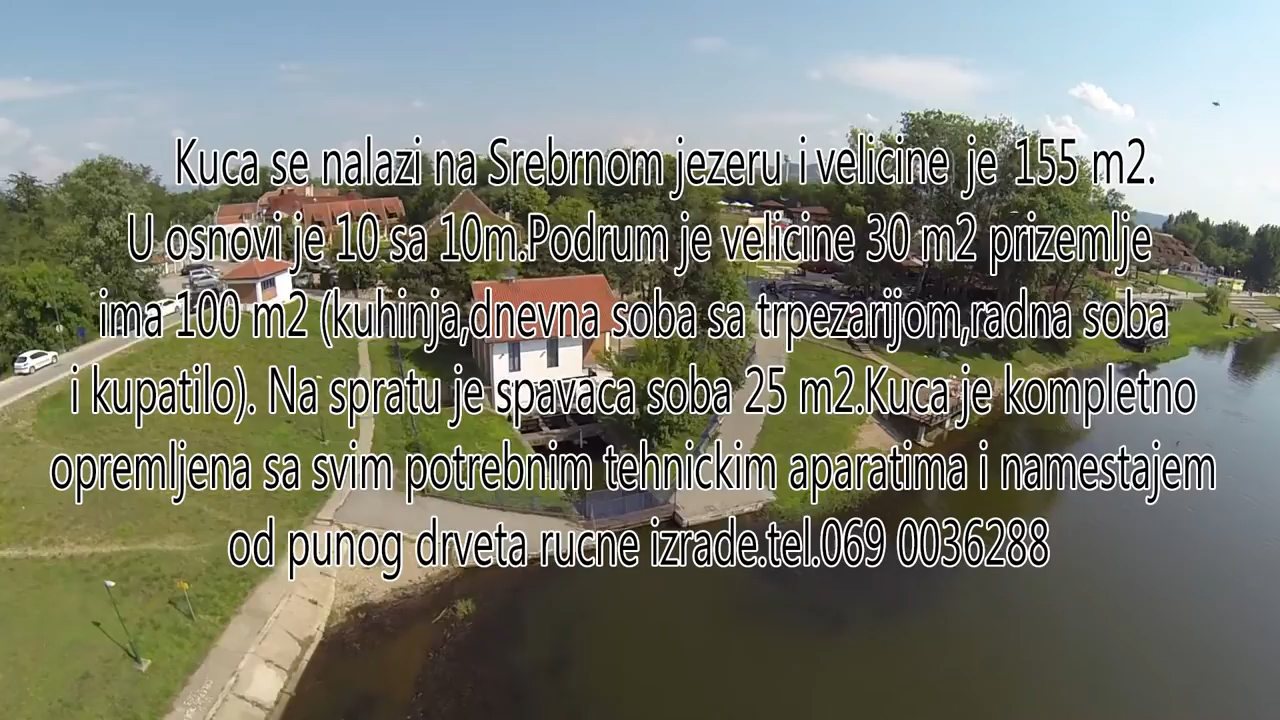 Kuca se nalazi na Srebrnom jezeru i velicine je 155 m2.
U osnovi je 10 sa 10m.Podrum je velicine 30 m2 prizemlje
ima 100 m2 (kuhinja,dnevna soba sa trpezarijom,radna soba
i kupatilo). Na spratu je spavaca soba 25 m2.Kuca je kompletno
opremljena sa svim potrebnim tehnickim aparatima i namestajem
od punog drveta rucne izrade.tel.069 0036288